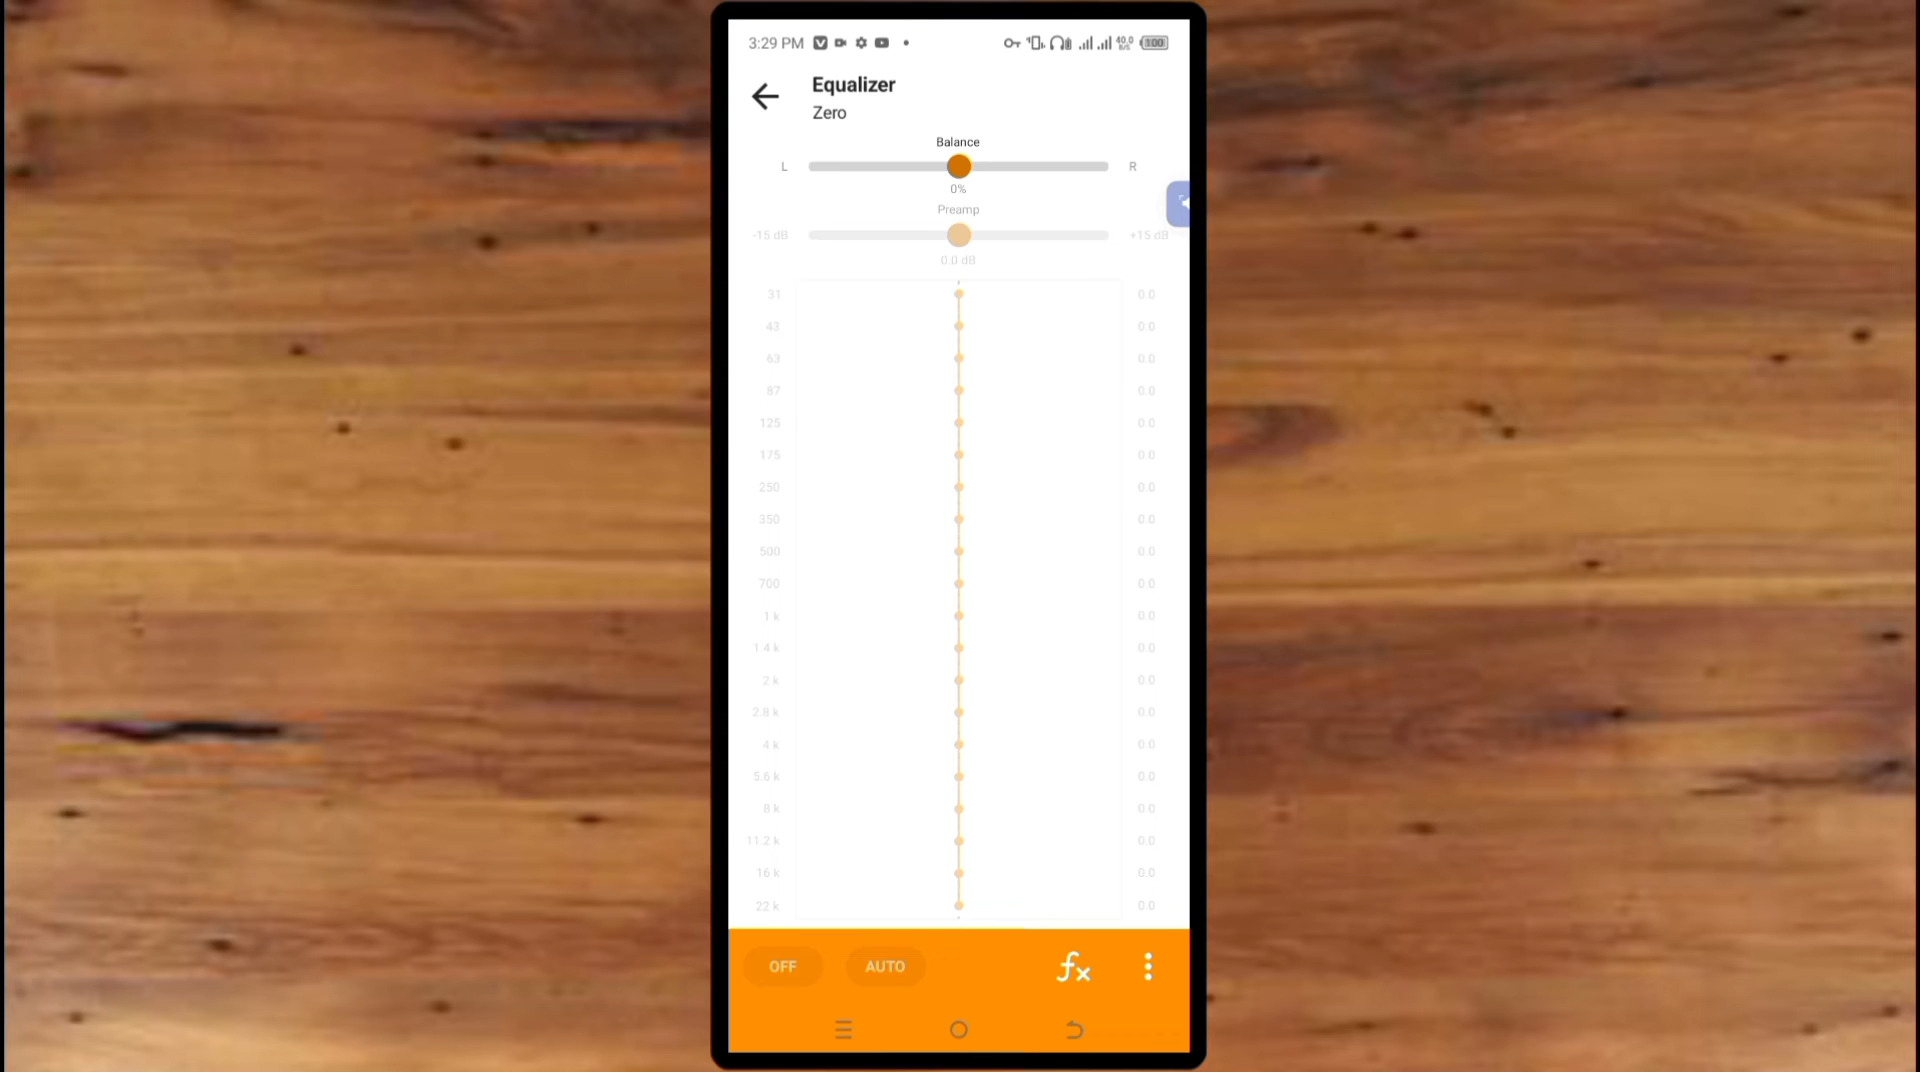 3:29 PM
40.0
100
Equalizer
Zero
Balance
L
R
0%
Preamp
-15 dB
+15 dB
0.0 dB
31 0.0
43 0.0
63 0.0
87 0.0
125 0.0
175 0.0
250 0.0
350 0.0
500 0.0
700 0.0
1 k 0.0
1.4 k 0.0
2 k 0.0
2.8 k 0.0
4 k 0.0
5.6 k 0.0
8 k 0.0
11.2 k 0.0
16 k 0.0
22 k 0.0
OFF AUTO fx